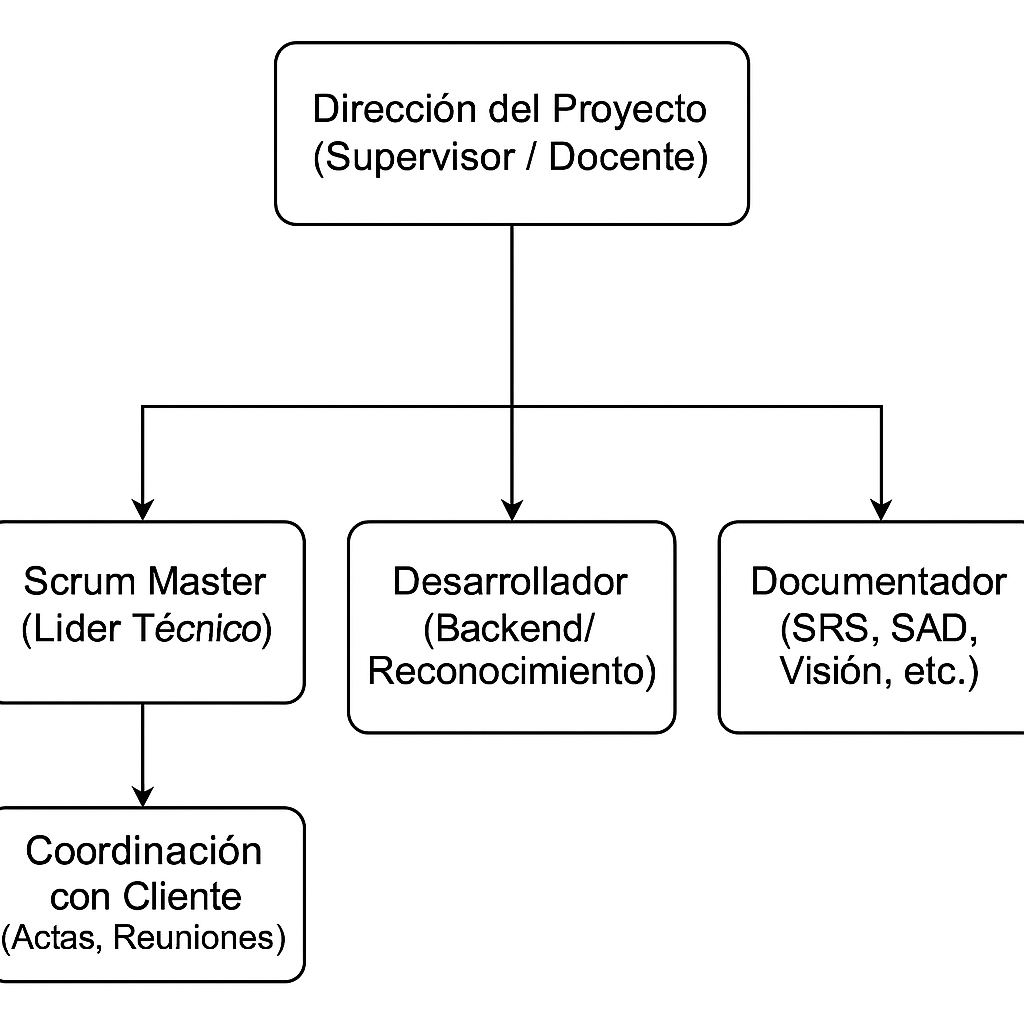 Dirección del Proyecto
(Supervisor / Docente)
Scrum Master
(Lider Técnico)
Desarrollador
(Backend/
Reconocimiento)
Documentador
(SRS, SAD,
Visión, etc.)
Coordinación
con Cliente
(Actas, Reuniones)